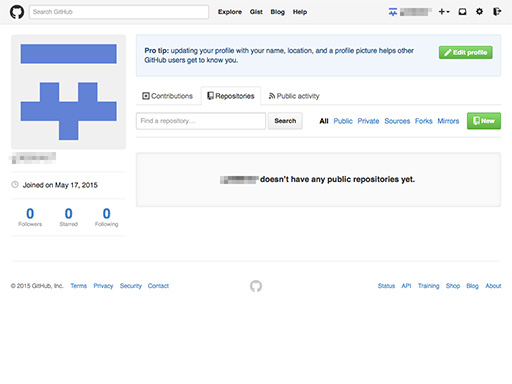 Search GitHub
Explore Gist Blog Help
Pro tip: updating your profile with your name, location, and a profile picture helps other
GitHub users get to know you.
Edit profile
Contributions Repositories Public activity
Find a repository…
Search
All Public Private Sources Forks Mirrors
New
Joined on May 17, 2015
doesn't have any public repositories yet.
0 0 0
Followers Starred Following
© 2015 GitHub, Inc. Terms Privacy Security Contact
Status API Training Shop Blog About